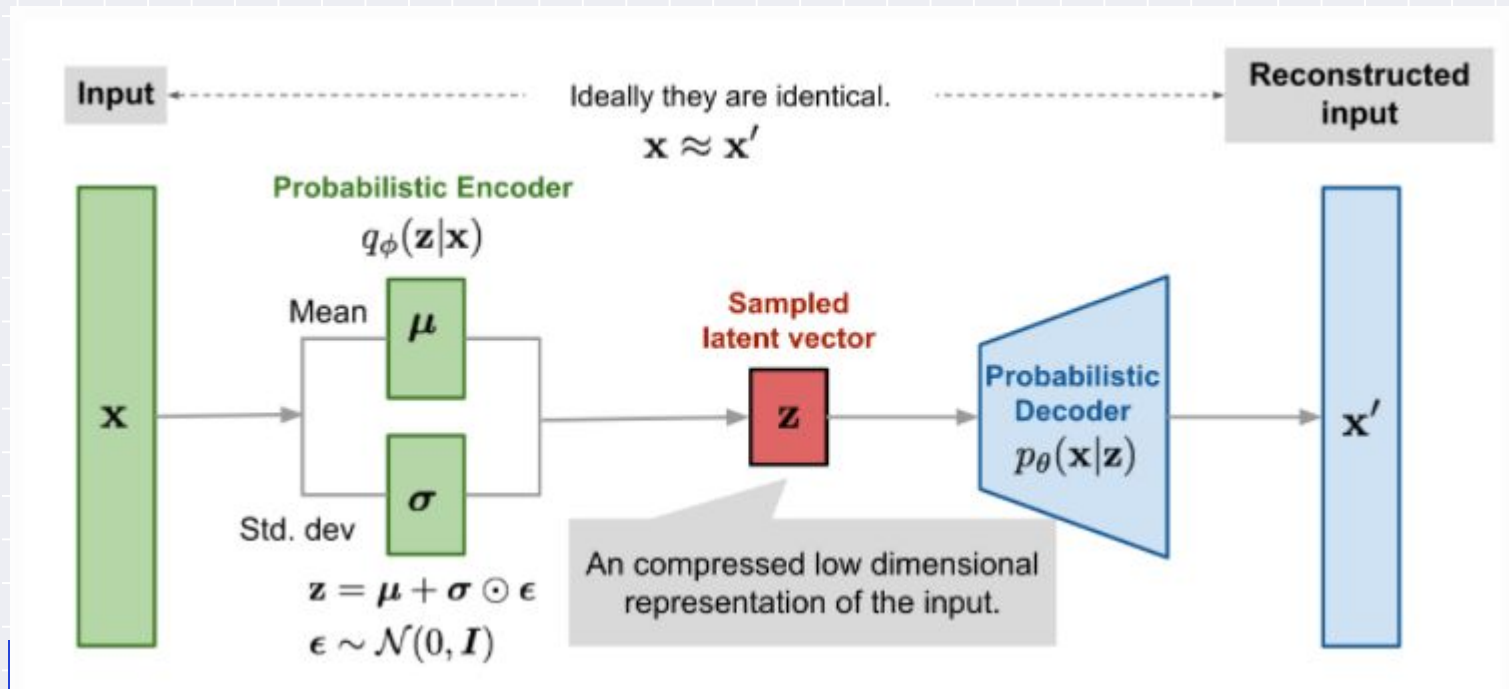 Input
Ideally they are identical.
x ≈ x′
Reconstructed
input
Probabilistic Encoder
qϕ(z|x)
Mean
μ
Std. dev
σ
z = μ + σ ⊙ ϵ
ϵ ∼ 𝒩(0, I)
x
Sampled
latent vector
z
An compressed low dimensional
representation of the input.
Probabilistic
Decoder
pθ(x|z)
x′